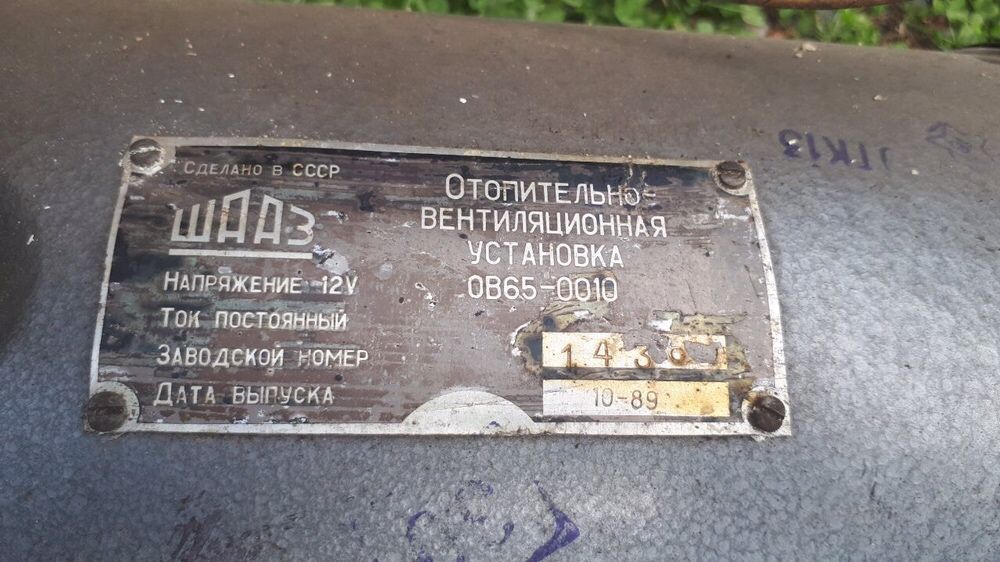 Сделано в СССР
ШААЗ
Напряжение 12V
Ток постоянный
Заводской номер
Дата выпуска
Отопительно-
вентиляционная
установка
ОВ65-0010
10-89